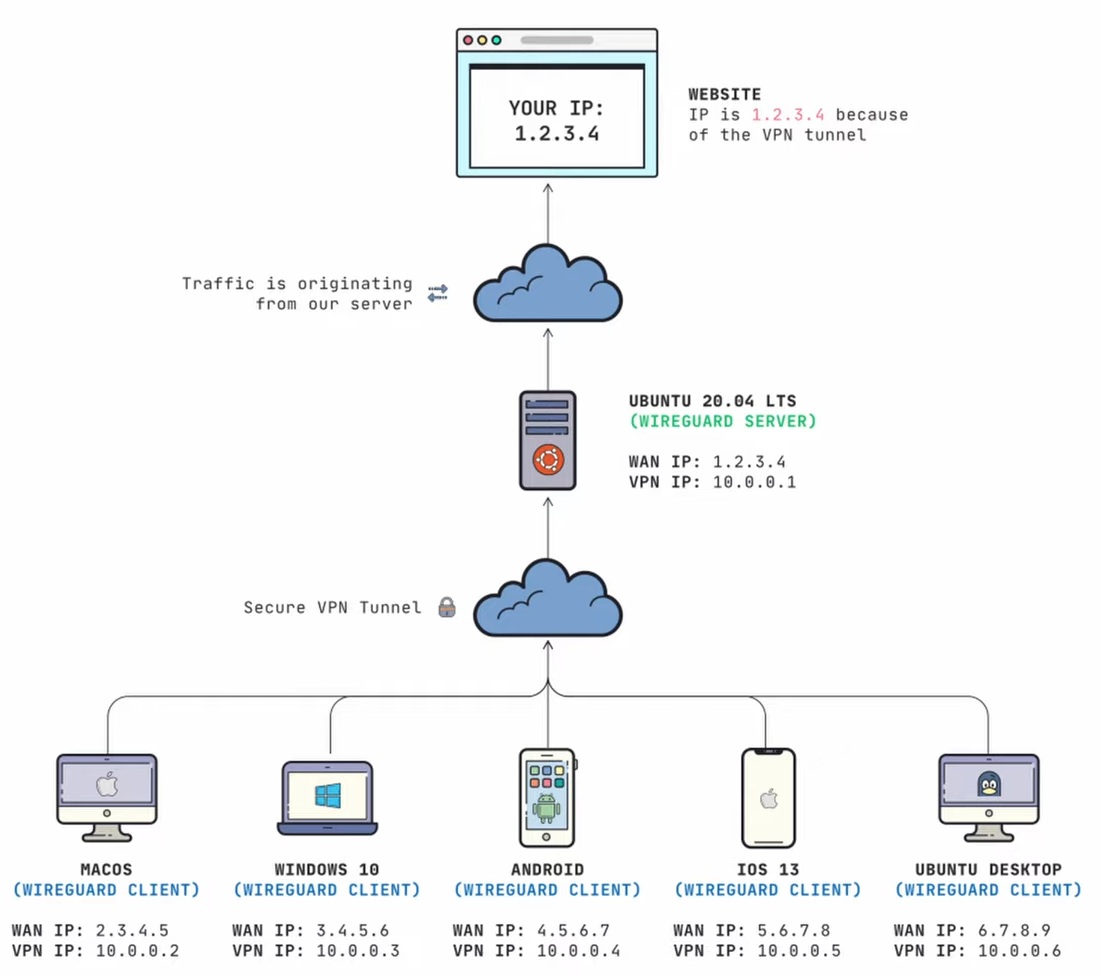 YOUR IP:
1.2.3.4
WEBSITE
IP is 1.2.3.4 because
of the VPN tunnel
Traffic is originating
from our server
UBUNTU 20.04 LTS
(WIREGUARD SERVER)
WAN IP: 1.2.3.4
VPN IP: 10.0.0.1
Secure VPN Tunnel
MACOS
(WIREGUARD CLIENT)
WAN IP: 2.3.4.5
VPN IP: 10.0.0.2
WINDOWS 10
(WIREGUARD CLIENT)
WAN IP: 3.4.5.6
VPN IP: 10.0.0.3
ANDROID
(WIREGUARD CLIENT)
WAN IP: 4.5.6.7
VPN IP: 10.0.0.4
IOS 13
(WIREGUARD CLIENT)
WAN IP: 5.6.7.8
VPN IP: 10.0.0.5
UBUNTU DESKTOP
(WIREGUARD CLIENT)
WAN IP: 6.7.8.9
VPN IP: 10.0.0.6